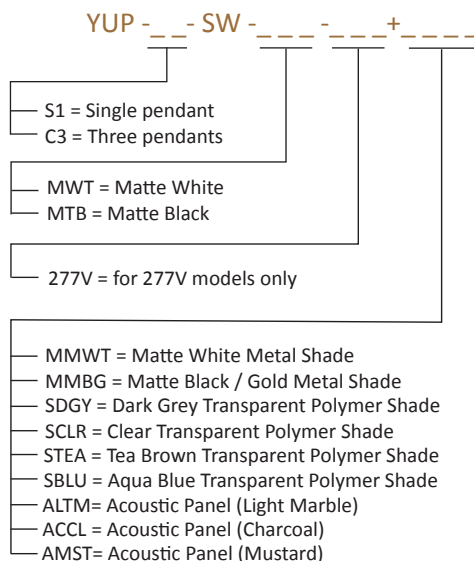 YUP -_ _- SW -_ _ _ -_ _ _+_ _ _ _
S1 = Single pendant
C3 = Three pendants
MWT = Matte White
MTB = Matte Black
277V = for 277V models only
MMWT = Matte White Metal Shade
MMBG = Matte Black / Gold Metal Shade
SDGY = Dark Grey Transparent Polymer Shade
SCLR = Clear Transparent Polymer Shade
STEA = Tea Brown Transparent Polymer Shade
SBLU = Aqua Blue Transparent Polymer Shade
ALTM= Acoustic Panel (Light Marble)
ACCL = Acoustic Panel (Charcoal)
AMST= Acoustic Panel (Mustard)